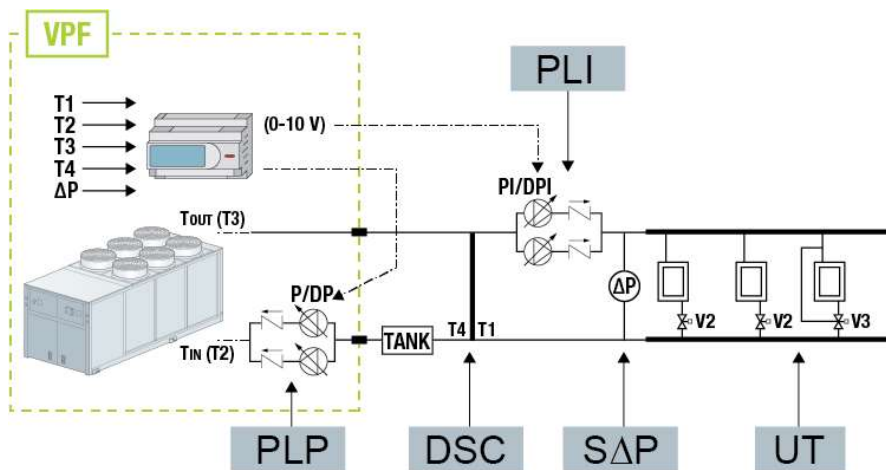 VPF
PLI
T1
T2
T3
T4
ΔP
(0-10 V)
PI/DPI
TOUT (T3)
P/DP
ΔP
V2
V2
V3
TANK
T4 T1
TIN (T2)
PLP
DSC
SΔP
UT